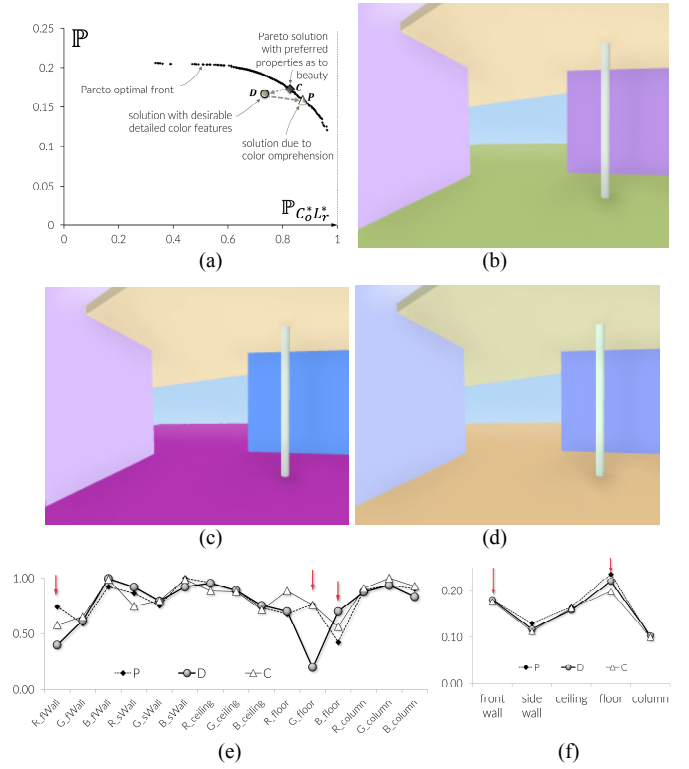 0.25
ℙ
0.2
0.15
0.1
0.05
0
0
0.2
0.4
0.6
0.8
1
Pareto solution
with preferred
properties as to
beauty
Parcto optimal front
D
C
P
solution with desirable
detailed color features
solution due to
color omprehension
ℙ C*oL*r
(a)
(b)
(c)
(d)
1.00
0.50
0.00
P
D
C
R_fWall
G_fWall
B_fWall
R_sWall
G_sWall
B_sWall
R_ceiling
G_ceiling
B_ceiling
R_floor
G_floor
B_floor
R_column
G_column
B_column
(e)
0.20
0.10
0.00
P
D
C
front
wall
side
wall
ceiling
floor
column
(f)